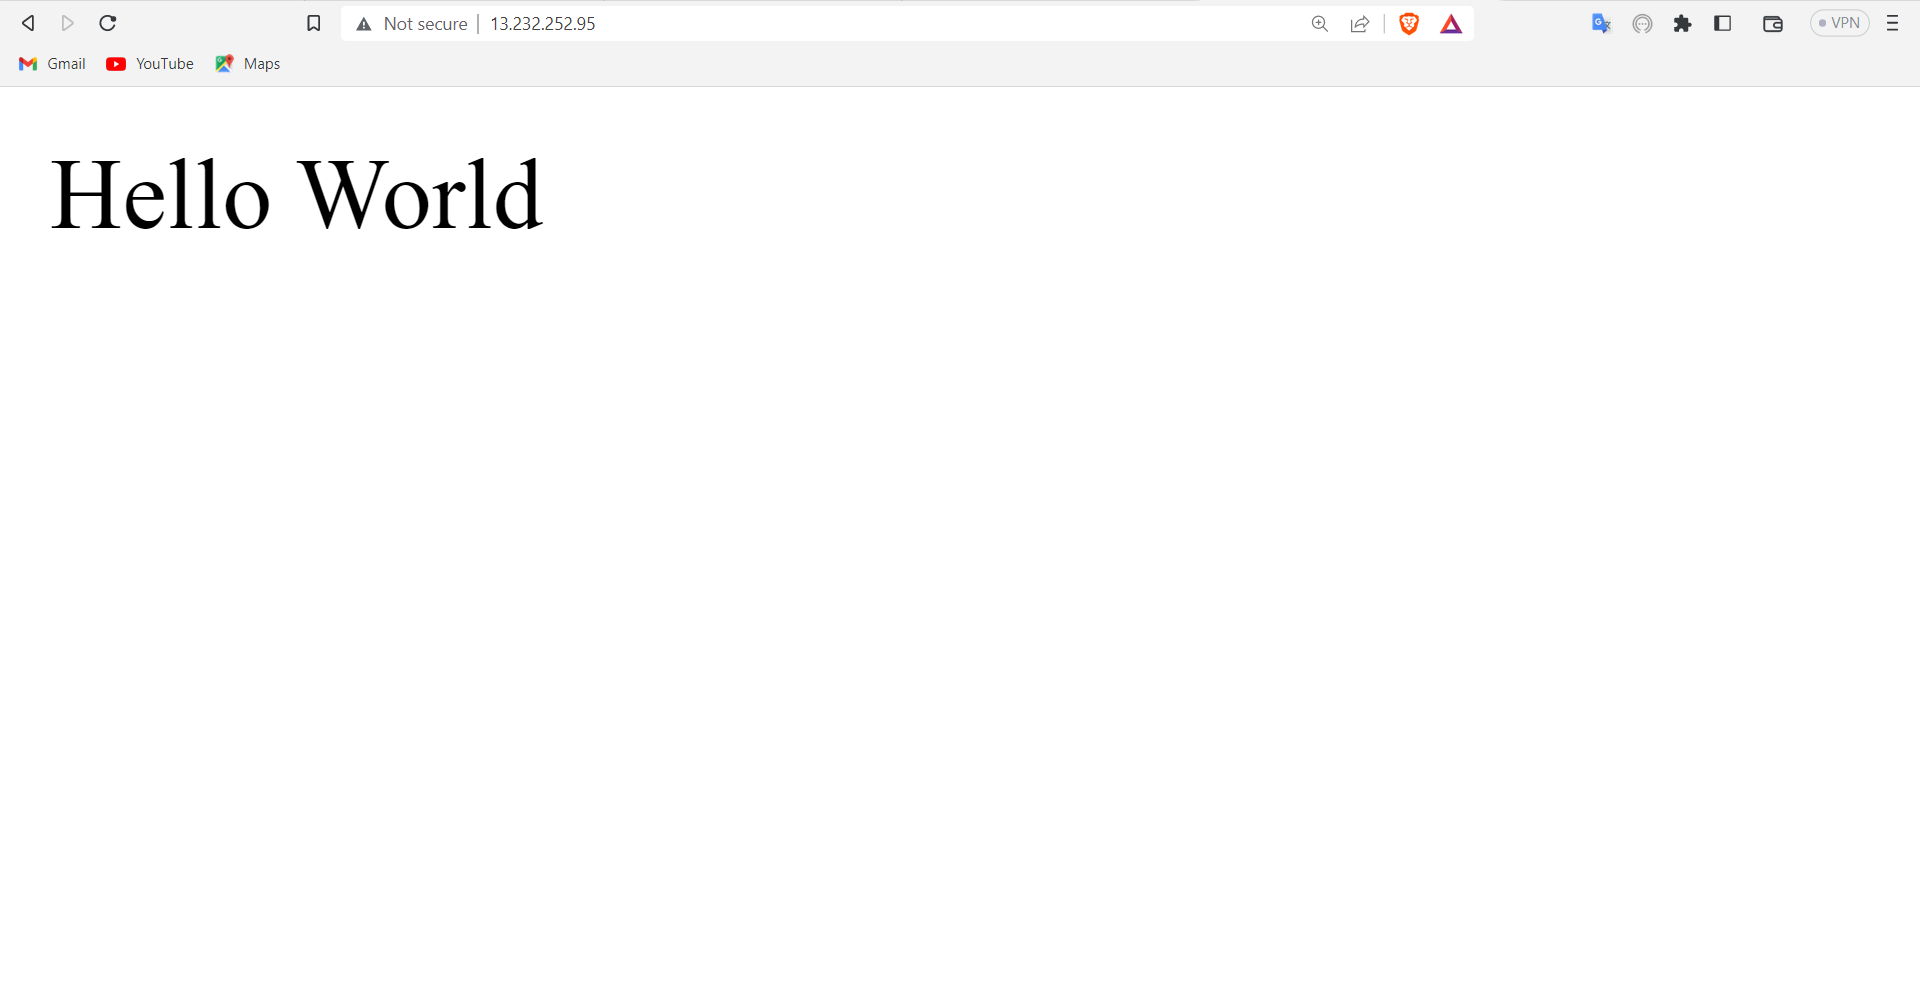 Not secure | 13.232.252.95 VPN
Gmail YouTube Maps
Hello World